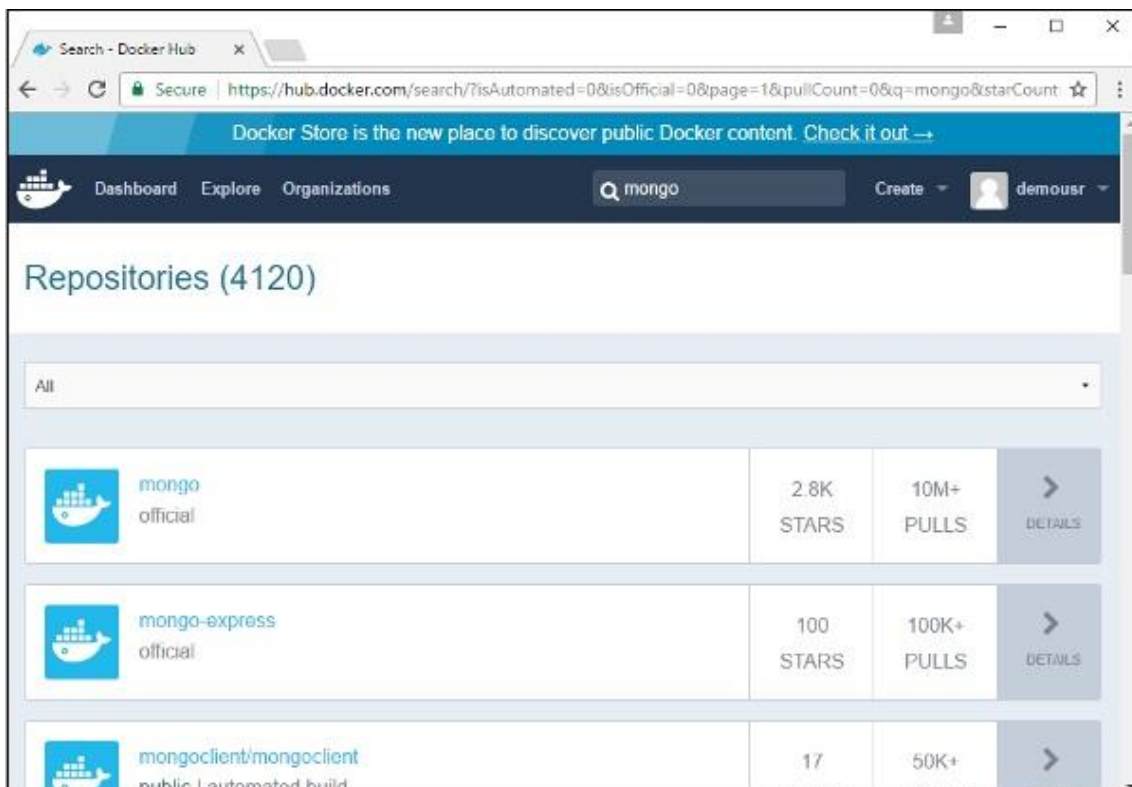 Search - Docker Hub
Secure | https://hub.docker.com/search/?isAutomated=0&isOfficial=0&page=1&pullCount=0&q=mongo&starCount
Docker Store is the new place to discover public Docker content. Check it out →
Dashboard Explore Organizations mongo Create demousr
Repositories (4120)
All
mongo 2.8K 10M+
official STARS PULLS DETAILS
mongo-express 100 100K+
official STARS PULLS DETAILS
mongoclient/mongoclient 17 50K+
public | automated build